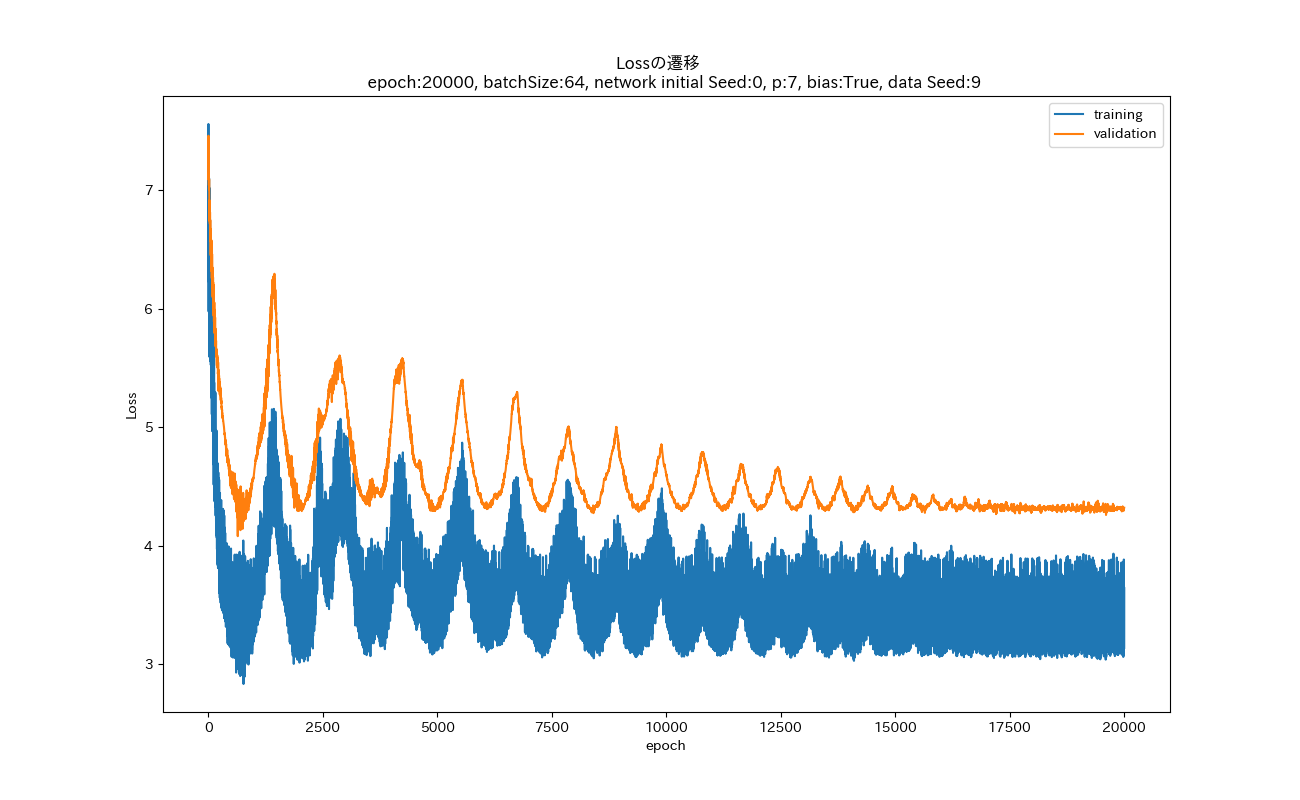 Lossの遷移
epoch:20000, batchSize:64, network initial Seed:0, p:7, bias:True, data Seed:9
training
validation
7
6
5
4
3
Loss
0
2500
5000
7500
10000
12500
15000
17500
20000
epoch